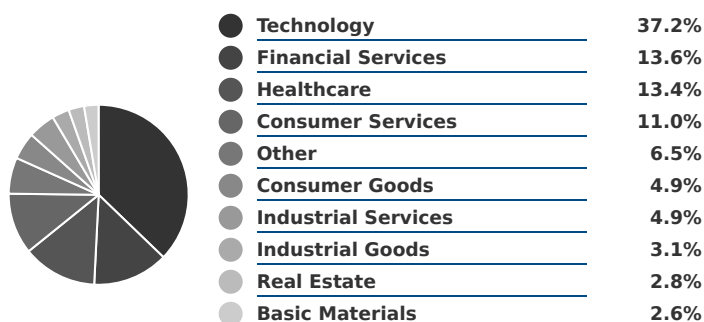 Technology 37.2%
Financial Services 13.6%
Healthcare 13.4%
Consumer Services 11.0%
Other 6.5%
Consumer Goods 4.9%
Industrial Services 4.9%
Industrial Goods 3.1%
Real Estate 2.8%
Basic Materials 2.6%